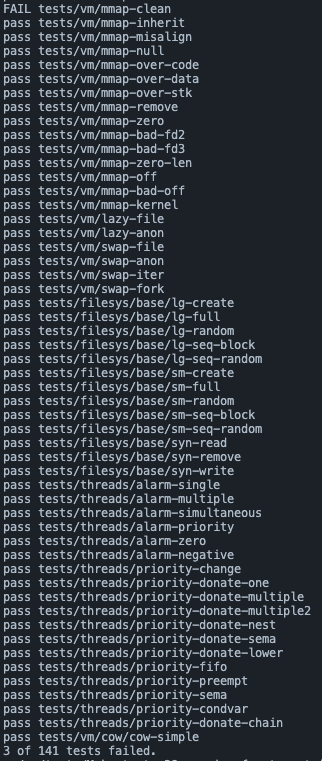 FAIL tests/vm/mmap-clean
pass tests/vm/mmap-inherit
pass tests/vm/mmap-misalign
pass tests/vm/mmap-null
pass tests/vm/mmap-over-code
pass tests/vm/mmap-over-data
pass tests/vm/mmap-over-stk
pass tests/vm/mmap-remove
pass tests/vm/mmap-zero
pass tests/vm/mmap-bad-fd2
pass tests/vm/mmap-bad-fd3
pass tests/vm/mmap-zero-len
pass tests/vm/mmap-off
pass tests/vm/mmap-bad-off
pass tests/vm/mmap-kernel
pass tests/vm/lazy-file
pass tests/vm/lazy-anon
pass tests/vm/swap-file
pass tests/vm/swap-anon
pass tests/vm/swap-iter
pass tests/vm/swap-fork
pass tests/filesys/base/lg-create
pass tests/filesys/base/lg-full
pass tests/filesys/base/lg-random
pass tests/filesys/base/lg-seq-block
pass tests/filesys/base/lg-seq-random
pass tests/filesys/base/sm-create
pass tests/filesys/base/sm-full
pass tests/filesys/base/sm-random
pass tests/filesys/base/sm-seq-block
pass tests/filesys/base/sm-seq-random
pass tests/filesys/base/syn-read
pass tests/filesys/base/syn-remove
pass tests/filesys/base/syn-write
pass tests/threads/alarm-single
pass tests/threads/alarm-multiple
pass tests/threads/alarm-simultaneous
pass tests/threads/alarm-priority
pass tests/threads/alarm-zero
pass tests/threads/alarm-negative
pass tests/threads/priority-change
pass tests/threads/priority-donate-one
pass tests/threads/priority-donate-multiple
pass tests/threads/priority-donate-multiple2
pass tests/threads/priority-donate-nest
pass tests/threads/priority-donate-sema
pass tests/threads/priority-donate-lower
pass tests/threads/priority-fifo
pass tests/threads/priority-preempt
pass tests/threads/priority-sema
pass tests/threads/priority-condvar
pass tests/threads/priority-donate-chain
pass tests/vm/cow/cow-simple
3 of 141 tests failed.